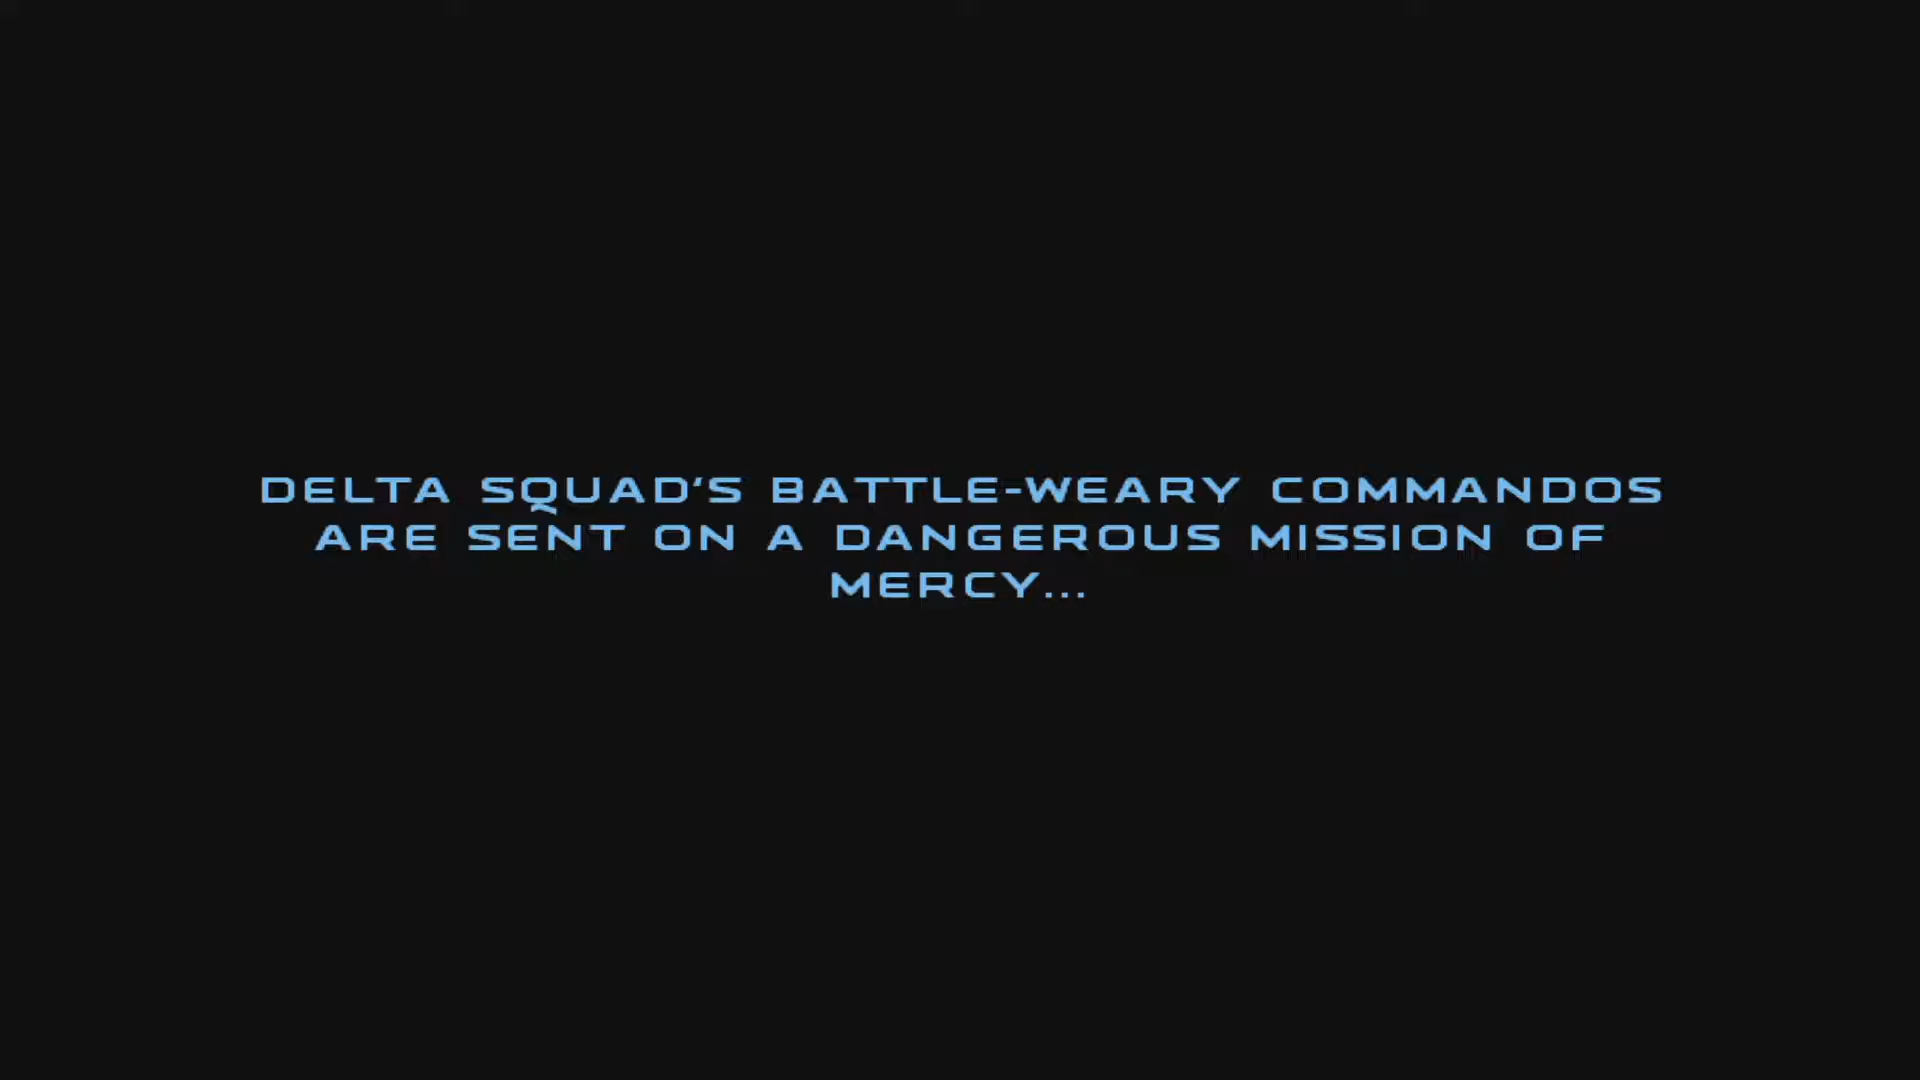 DELTA SQUAD'S BATTLE-WEARY COMMANDOS
ARE SENT ON A DANGEROUS MISSION OF
MERCY...